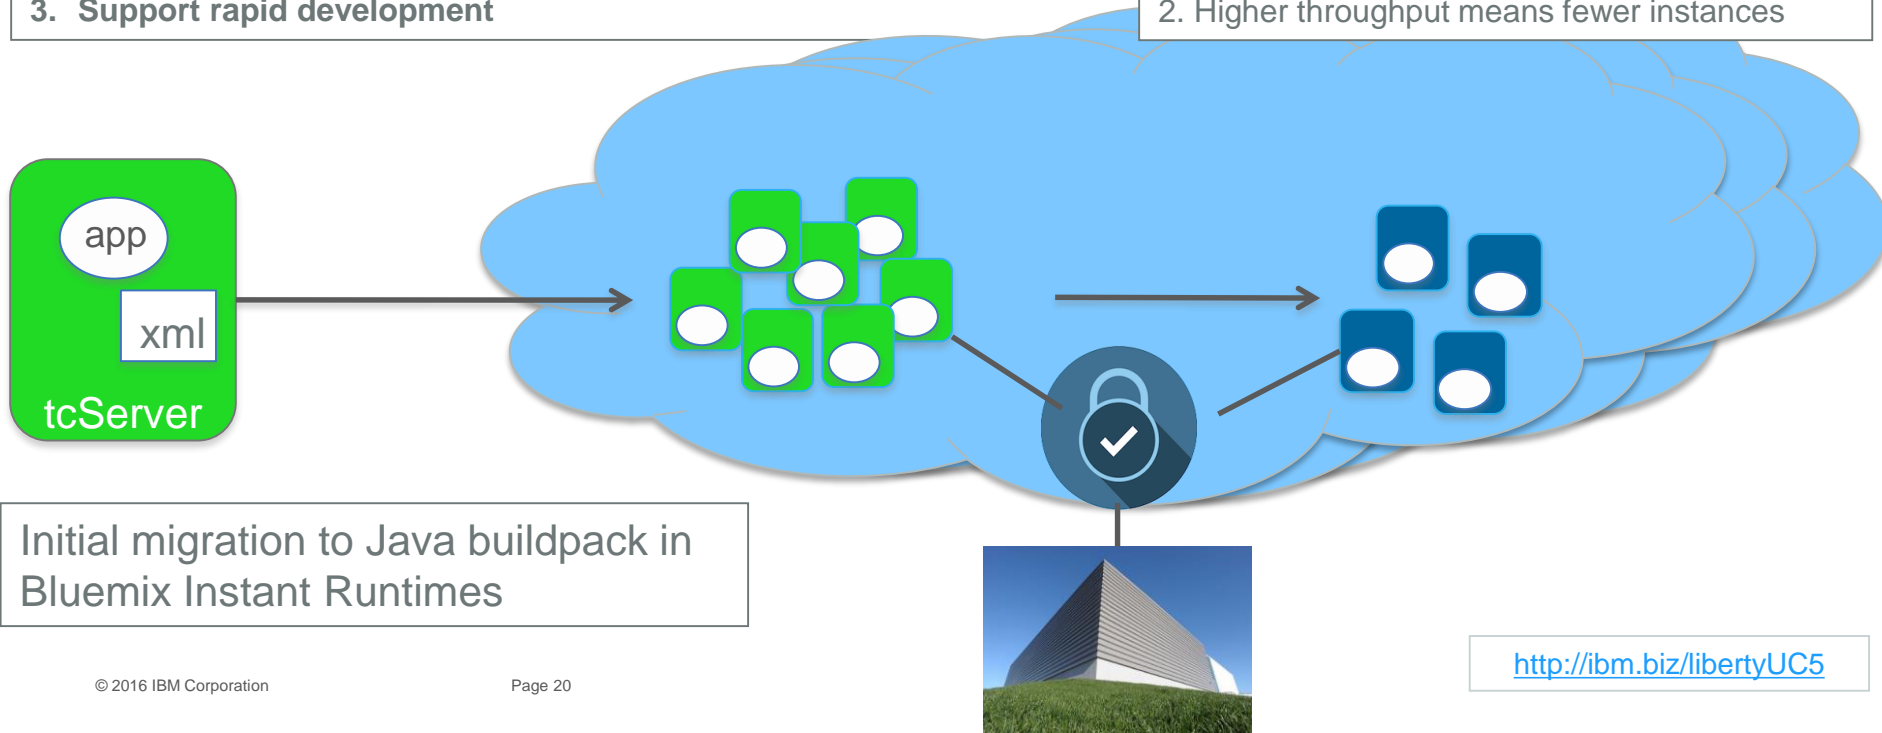 3. Support rapid development
2. Higher throughput means fewer instances
app
xml
tcServer
Initial migration to Java buildpack in
Bluemix Instant Runtimes
http://ibm.biz/libertyUC5
© 2016 IBM Corporation
Page 20